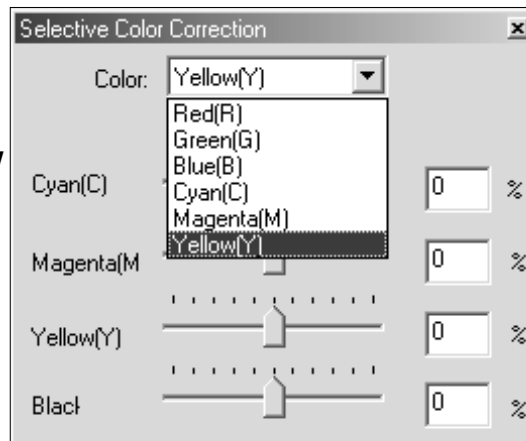 Selective Color Correction
Color: Yellow(Y)
Red(R)
Green(G)
Blue(B)
Cyan(C)
Magenta(M)
Yellow(Y)
Cyan(C) 0 %
Magenta(M 0 %
Yellow(Y) 0 %
Black 0 %